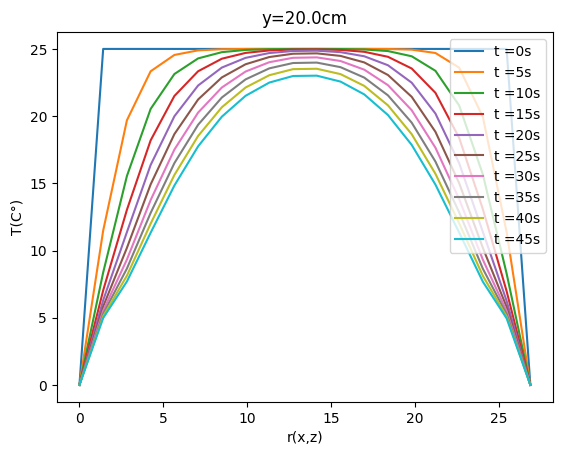 y=20.0cm
T(C°)
25
20
15
10
5
0
t =0s
t =5s
t =10s
t =15s
t =20s
t =25s
t =30s
t =35s
t =40s
t =45s
0 5 10 15 20 25
r(x,z)